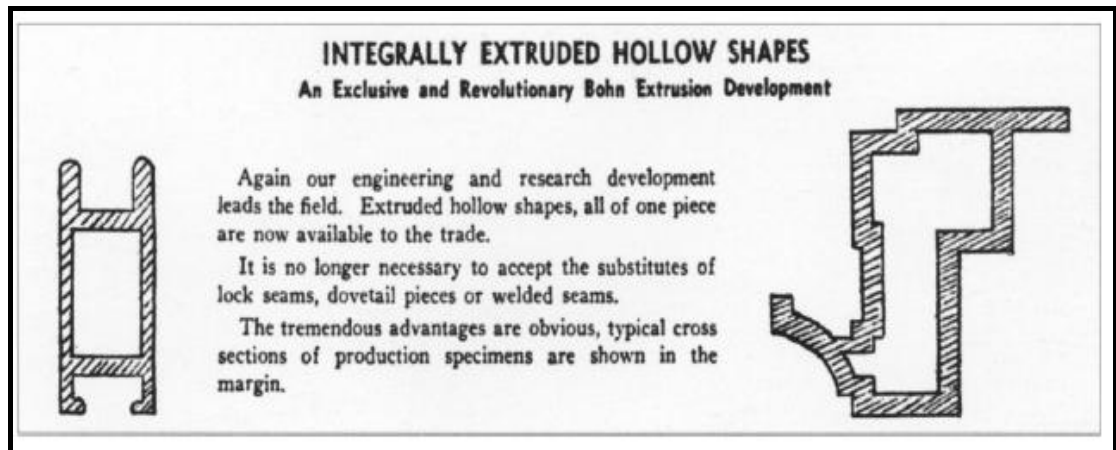 INTEGRALLY EXTRUDED HOLLOW SHAPES
An Exclusive and Revolutionary Bohn Extrusion Development
Again our engineering and research development
leads the field. Extruded hollow shapes, all of one piece
are now available to the trade.
It is no longer necessary to accept the substitutes of
lock seams, dovetail pieces or welded seams.
The tremendous advantages are obvious, typical cross
sections of production specimens are shown in the
margin.